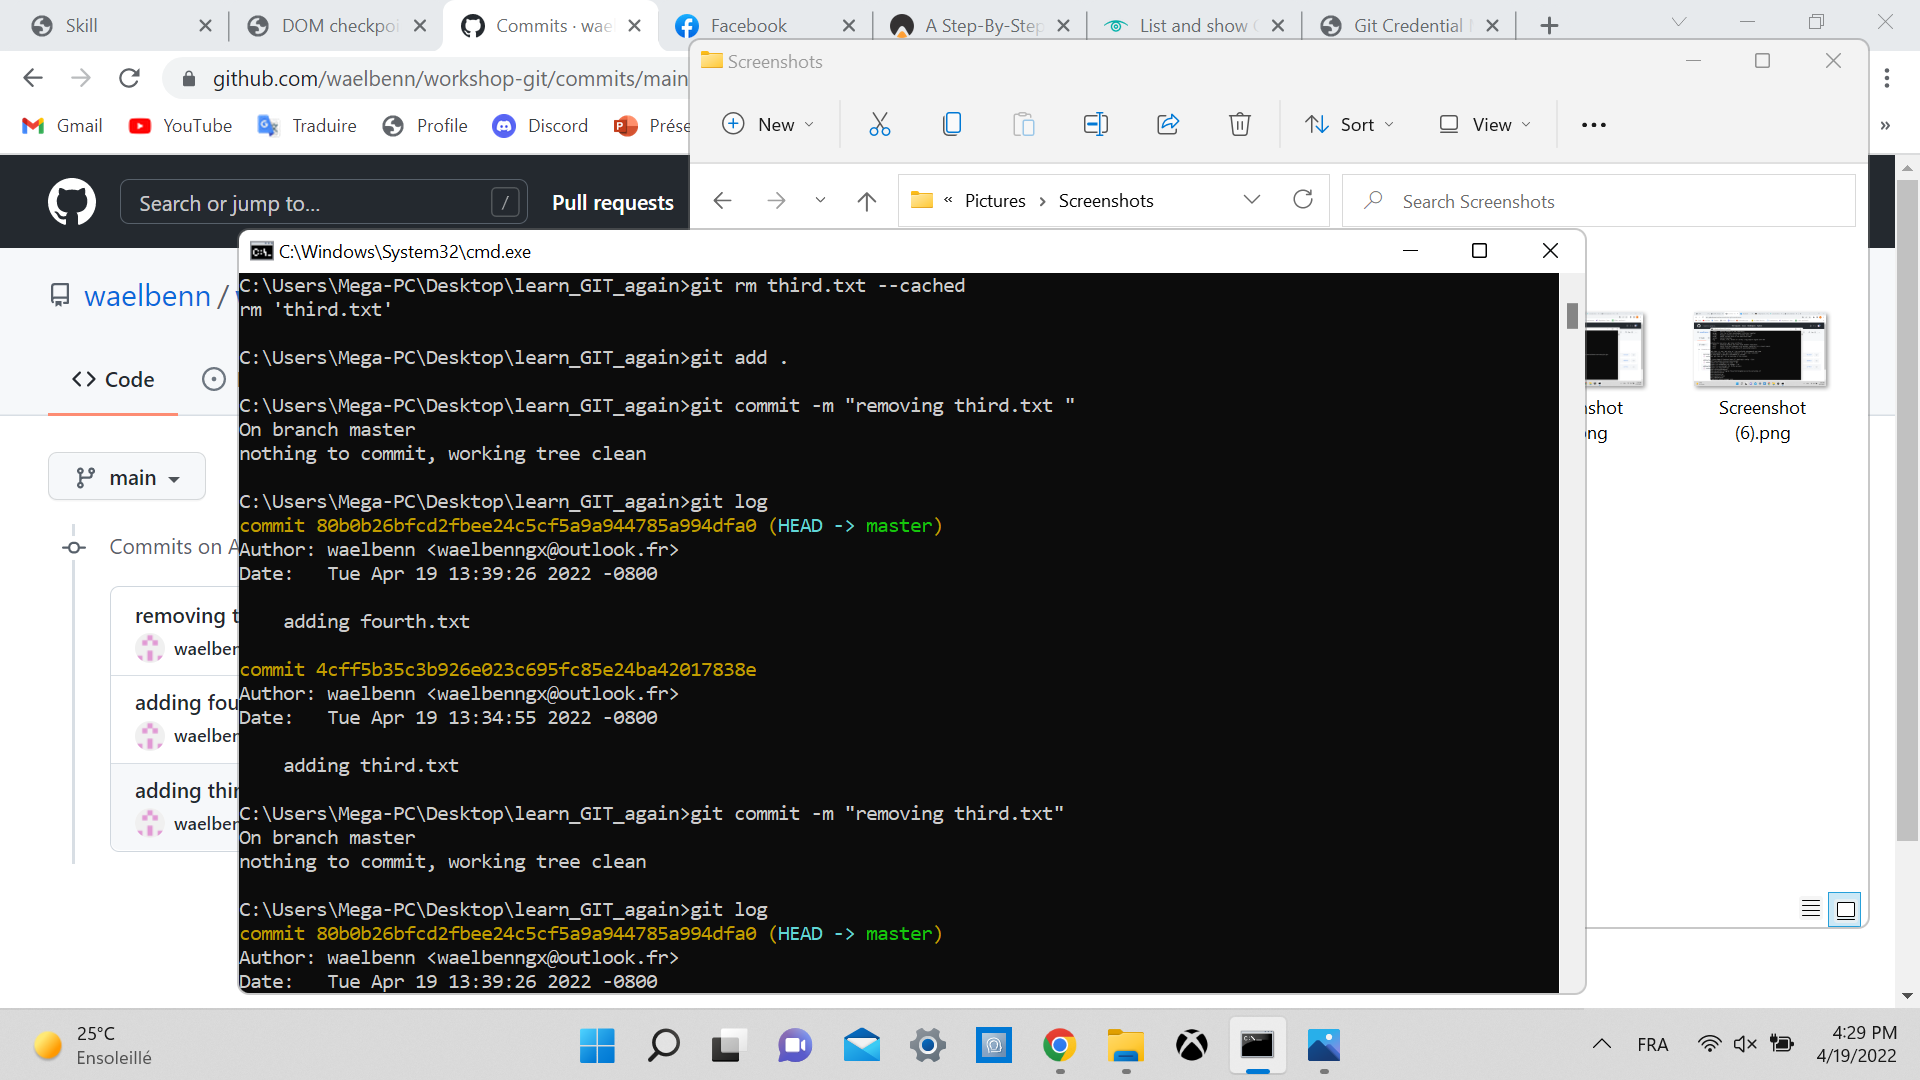 Skill
DOM checkpoi
Commits · wae
Facebook
A Step-By-Step
List and show
Git Credential
github.com/waelbenn/workshop-git/commits/main
Gmail
YouTube
Traduire
Profile
Discord
Prése
»
Screenshots
New
Sort
View
« Pictures > Screenshots
Search Screenshots
Search or jump to...
/
Pull requests
waelbenn /
Code
main
Commits on A
removing t
waelber
adding fou
waelber
adding thir
waelber
C:\Windows\System32\cmd.exe
C:\Users\Mega-PC\Desktop\learn_GIT_again>git rm third.txt --cached
rm 'third.txt'
C:\Users\Mega-PC\Desktop\learn_GIT_again>git add .
C:\Users\Mega-PC\Desktop\learn_GIT_again>git commit -m "removing third.txt "
On branch master
nothing to commit, working tree clean
C:\Users\Mega-PC\Desktop\learn_GIT_again>git log
commit 80b0b26bfcd2fbee24c5cf5a9a944785a994dfa0 (HEAD -> master)
Author: waelbenn <waelbenngx@outlook.fr>
Date:   Tue Apr 19 13:39:26 2022 -0800
adding fourth.txt
commit 4cff5b35c3b926e023c695fc85e24ba42017838e
Author: waelbenn <waelbenngx@outlook.fr>
Date:   Tue Apr 19 13:34:55 2022 -0800
adding third.txt
C:\Users\Mega-PC\Desktop\learn_GIT_again>git commit -m "removing third.txt"
On branch master
nothing to commit, working tree clean
C:\Users\Mega-PC\Desktop\learn_GIT_again>git log
commit 80b0b26bfcd2fbee24c5cf5a9a944785a994dfa0 (HEAD -> master)
Author: waelbenn <waelbenngx@outlook.fr>
Date:   Tue Apr 19 13:39:26 2022 -0800
shot
ng
Screenshot
(6).png
25°C
Ensoleillé
FRA
4:29 PM
4/19/2022